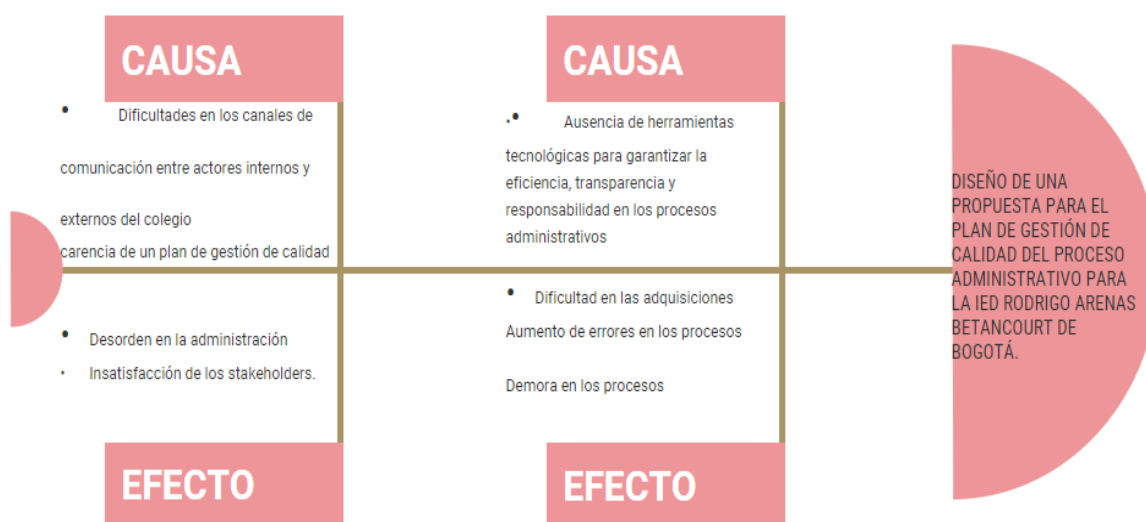 CAUSA
• Dificultades en los canales de
comunicación entre actores internos y
externos del colegio
carencia de un plan de gestión de calidad
• Desorden en la administración
• Insatisfacción de los stakeholders.
EFECTO
CAUSA
•• Ausencia de herramientas
tecnológicas para garantizar la
eficiencia, transparencia y
responsabilidad en los procesos
administrativos
• Dificultad en las adquisiciones
Aumento de errores en los procesos
Demora en los procesos
EFECTO
DISEÑO DE UNA
PROPUESTA PARA EL
PLAN DE GESTIÓN DE
CALIDAD DEL PROCESO
ADMINISTRATIVO PARA
LA IED RODRIGO ARENAS
BETANCOURT DE
BOGOTÁ.